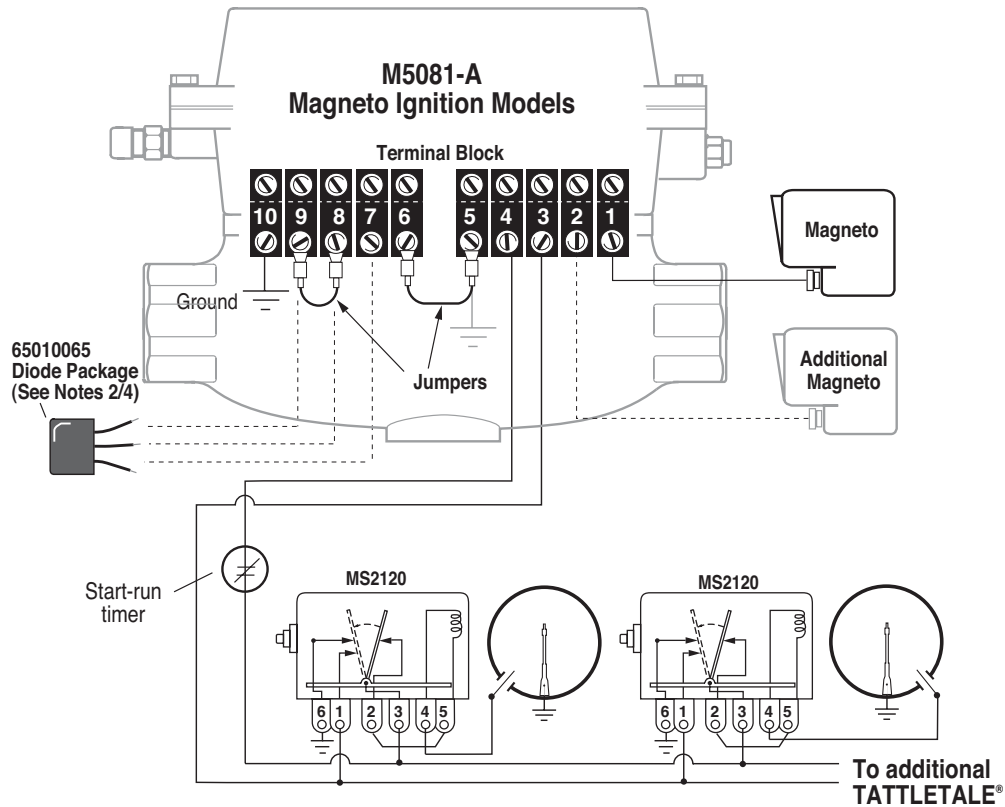 M5081-A
Magneto Ignition Models
Terminal Block
10 9 8 7 6 5 4 3 2 1
Magneto
Ground
65010065
Diode Package
(See Notes 2/4)
Jumpers
Additional
Magneto
Start-run
timer
MS2120
MS2120
6 1 2 3 4 5
6 1 2 3 4 5
To additional
TATTLETALE®